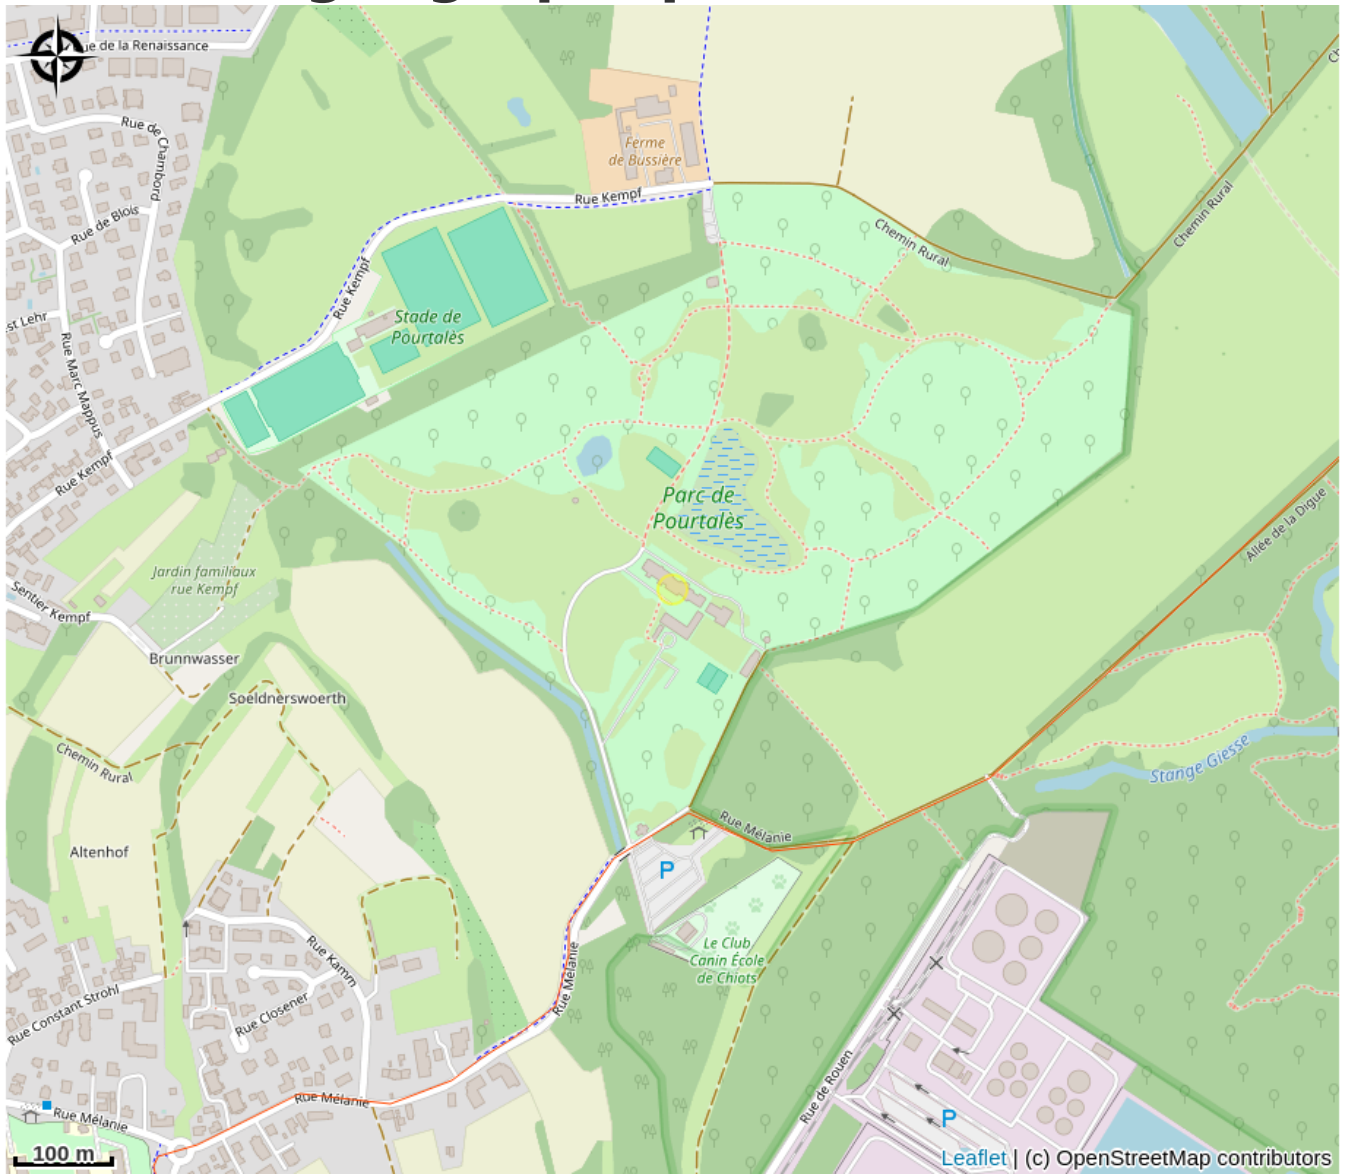 Rue de la Renaissance
Rue de Chambord
Ferme
de Bussière
Rue Kempf
Rue de Blois
Chemin Rural
Chemin Rural
Rue Kempf
st Lehr
Stade de
Pourtalès
Rue Marc Mappus
Rue Kempf
Parc de
Pourtalès
Allée de la Digue
Jardin familiaux
rue Kempf
Sentier Kempf
Brunnwasser
Soeldnerswoerth
Chemin Rural
Stange Giesse
Rue Mélanie
Altenhof
P
Le Club
Canin École
de Chiots
Rue Kamm
Rue Mélanie
Rue Constant Strohl
Rue Closener
Rue de Rouen
Rue Mélanie
Rue Mélanie
P
100 m
Leaflet | (c) OpenStreetMap contributors